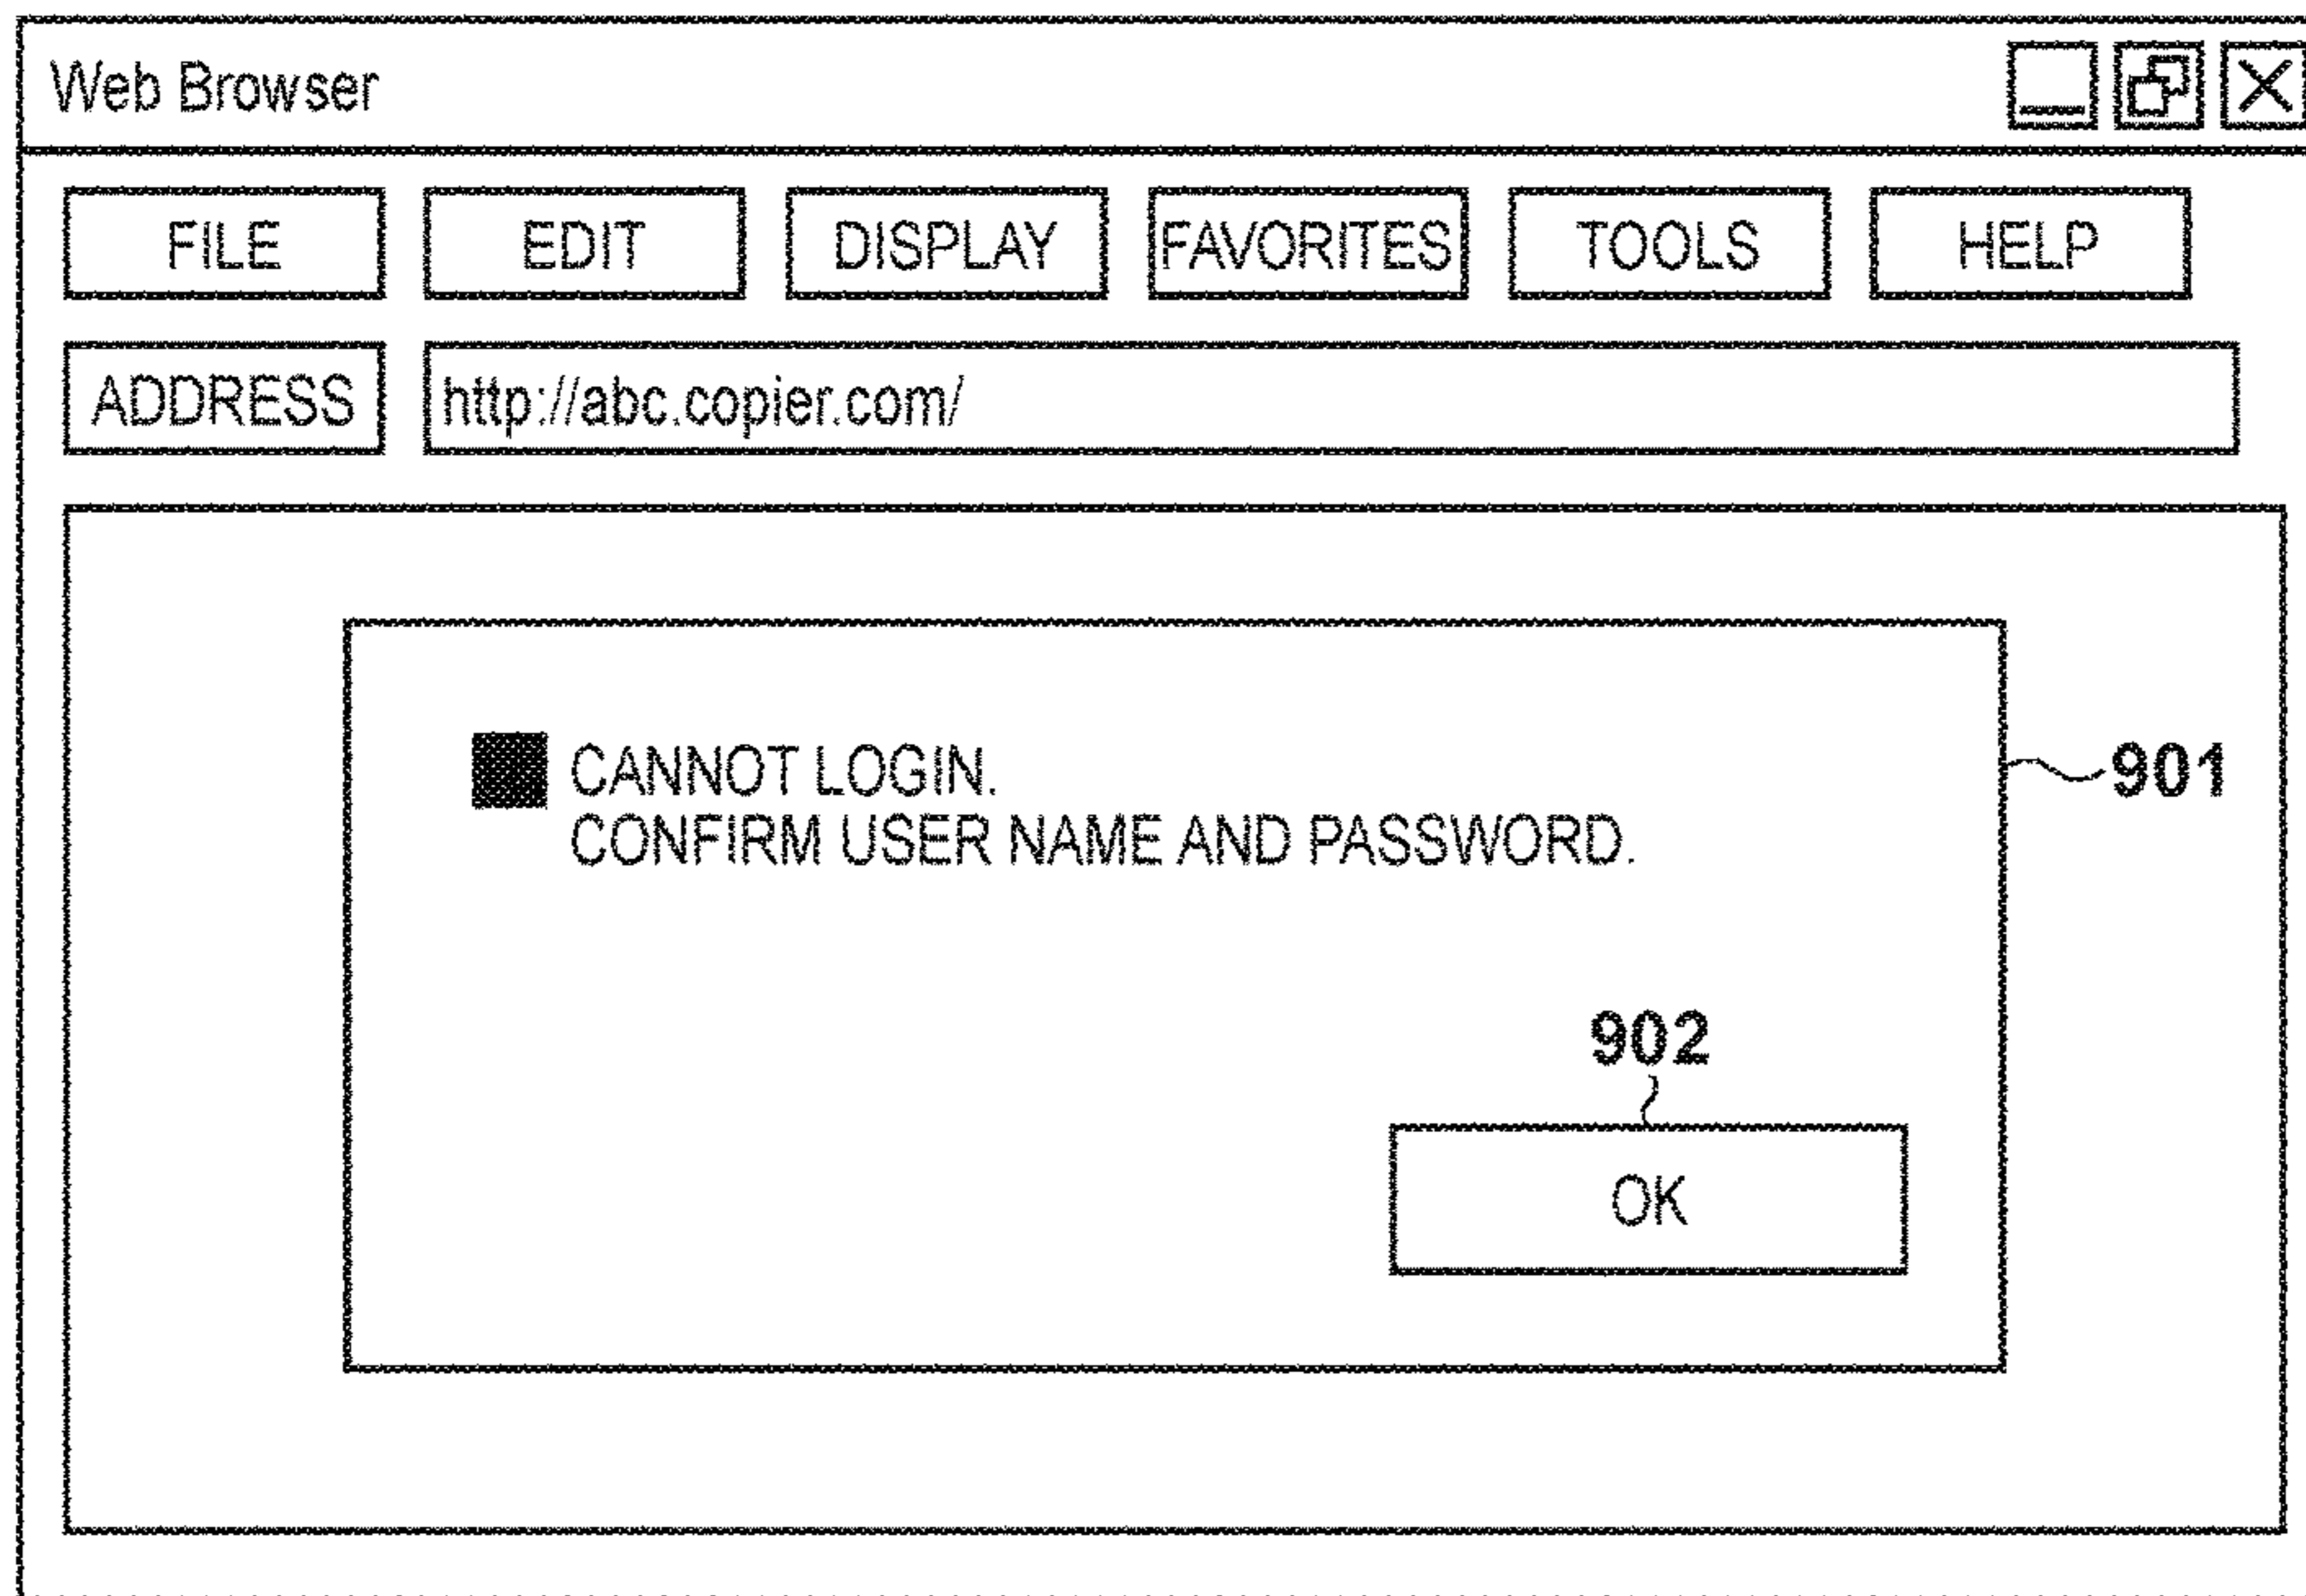 Web Browser
FILE EDIT DISPLAY FAVORITES TOOLS HELP
ADDRESS http://abc.copier.com/
CANNOT LOGIN.
CONFIRM USER NAME AND PASSWORD.
901
902
OK